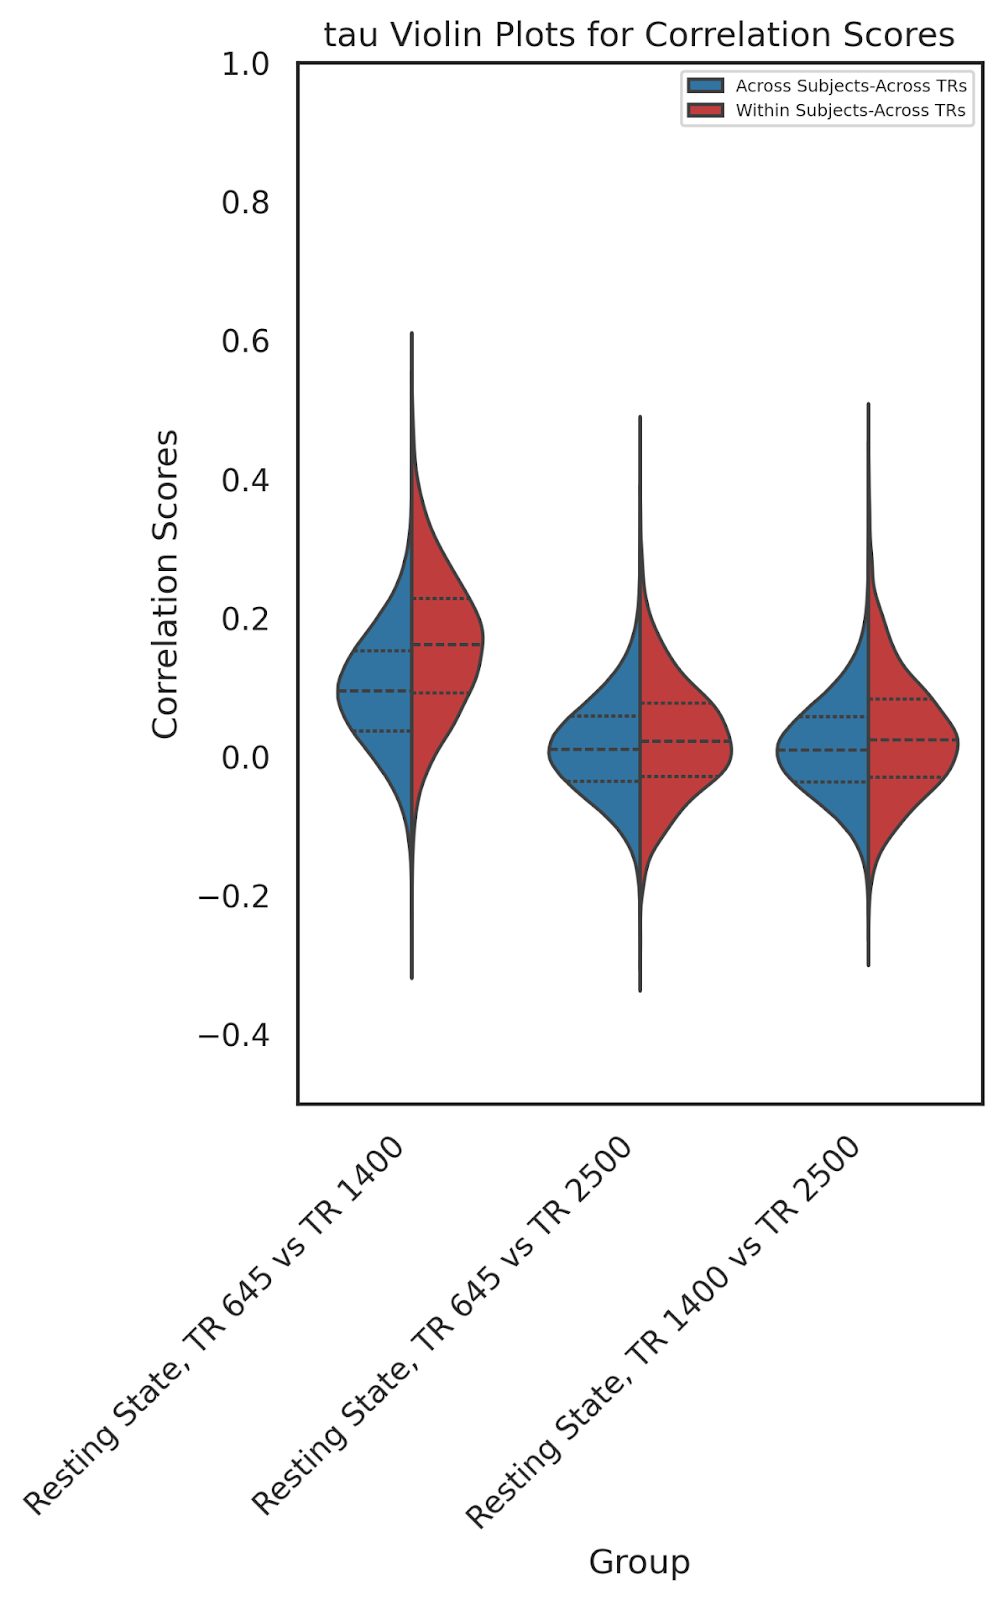 tau Violin Plots for Correlation Scores
Across Subjects-Across TRs
Within Subjects-Across TRs
Correlation Scores
1.0
0.8
0.6
0.4
0.2
0.0
−0.2
−0.4
Resting State, TR 645 vs TR 1400
Resting State, TR 645 vs TR 2500
Resting State, TR 1400 vs TR 2500
Group